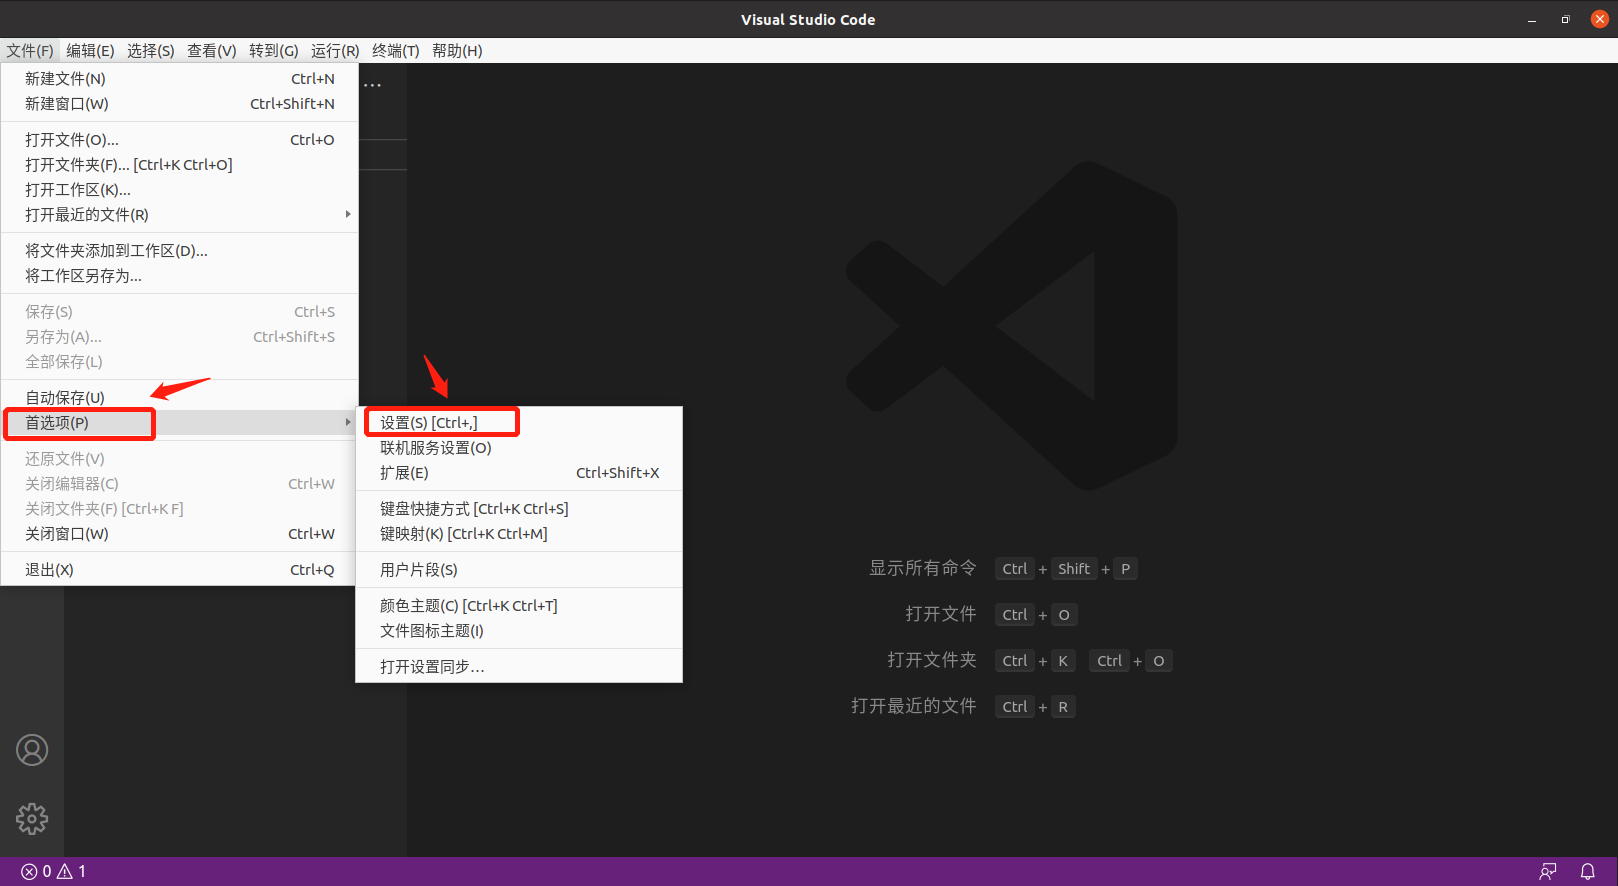 Visual Studio Code
文件(F) 编辑(E) 选择(S) 查看(V) 转到(G) 运行(R) 终端(T) 帮助(H)
新建文件(N) Ctrl+N
新建窗口(W) Ctrl+Shift+N
打开文件(O)... Ctrl+O
打开文件夹(F)... [Ctrl+K Ctrl+O]
打开工作区(K)...
打开最近的文件(R)
将文件夹添加到工作区(D)...
将工作区另存为...
保存(S) Ctrl+S
另存为(A)... Ctrl+Shift+S
全部保存(L)
自动保存(U)
首选项(P)
还原文件(V)
关闭编辑器(C) Ctrl+W
关闭文件夹(F) [Ctrl+K F]
关闭窗口(W) Ctrl+W
退出(X) Ctrl+Q
设置(S) [Ctrl+,]
联机服务设置(O)
扩展(E) Ctrl+Shift+X
键盘快捷方式 [Ctrl+K Ctrl+S]
键映射(K) [Ctrl+K Ctrl+M]
用户片段(S)
颜色主题(C) [Ctrl+K Ctrl+T]
文件图标主题(I)
打开设置同步...
显示所有命令 Ctrl + Shift + P
打开文件 Ctrl + O
打开文件夹 Ctrl + K Ctrl + O
打开最近的文件 Ctrl + R
0 1